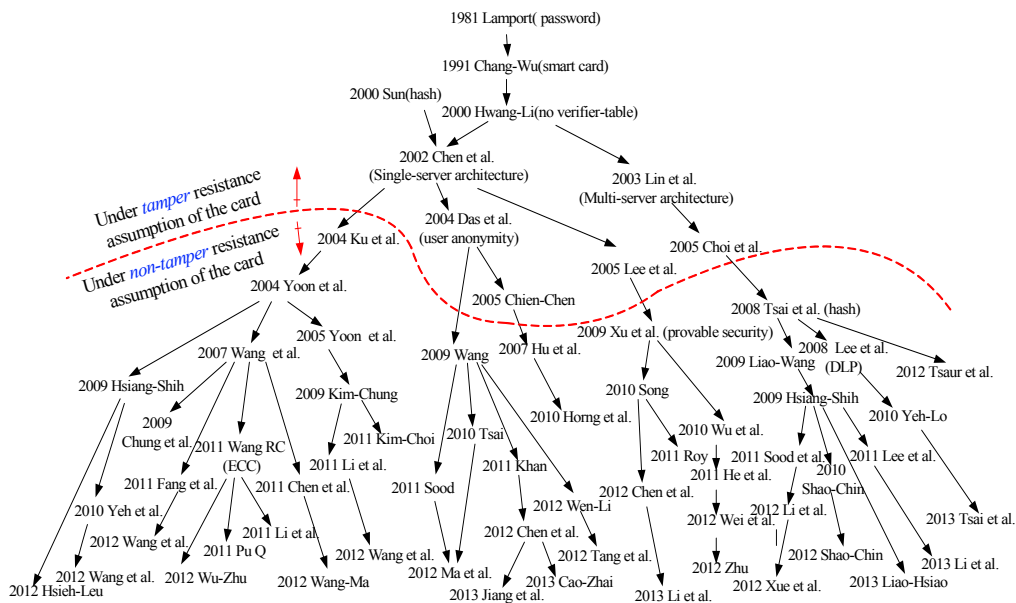 1981 Lamport( password)
1991 Chang-Wu(smart card)
2000 Sun(hash)
2000 Hwang-Li(no verifier-table)
2002 Chen et al.
(Single-server architecture)
2003 Lin et al.
(Multi-server architecture)
Under tamper resistance
assumption of the card
Under non-tamper resistance
assumption of the card
2004 Ku et al.
2004 Das et al.
(user anonymity)
2005 Choi et al.
2005 Lee et al.
2004 Yoon et al.
2005 Chien-Chen
2008 Tsai et al. (hash)
2005 Yoon et al.
2009 Xu et al. (provable security)
2007 Wang et al.
2009 Wang
2007 Hu et al.
2009 Liao-Wang
2008 Lee et al.
(DLP)
2012 Tsaur et al.
2009 Hsiang-Shih
2009 Kim-Chung
2010 Song
2009 Hsiang-Shih
2009
Chung et al.
2010 Horng et al.
2010 Yeh-Lo
2011 Wang RC
(ECC)
2011 Kim-Choi
2010 Tsai
2010 Wu et al.
2011 Roy
2011 Sood et al.
2010
Shao-Chin
2011 Lee et al.
2011 Fang et al.
2011 Chen et al.
2011 Li et al.
2011 Sood
2011 Khan
2011 He et al.
2012 Chen et al.
2012 Wen-Li
2012 Li et al.
2010 Yeh et al.
2012 Wang et al.
2011 Pu Q
2011 Li et al.
2012 Wang et al.
2012 Chen et al.
2012 Tang et al.
2012 Wei et al.
2013 Tsai et al.
2012 Shao-Chin
2012 Hsieh-Leu
2012 Wang et al.
2012 Wu-Zhu
2012 Wang-Ma
2012 Ma et al.
2013 Jiang et al.
2013 Cao-Zhai
2013 Li et al.
2012 Zhu
2012 Xue et al.
2013 Liao-Hsiao
2013 Li et al.